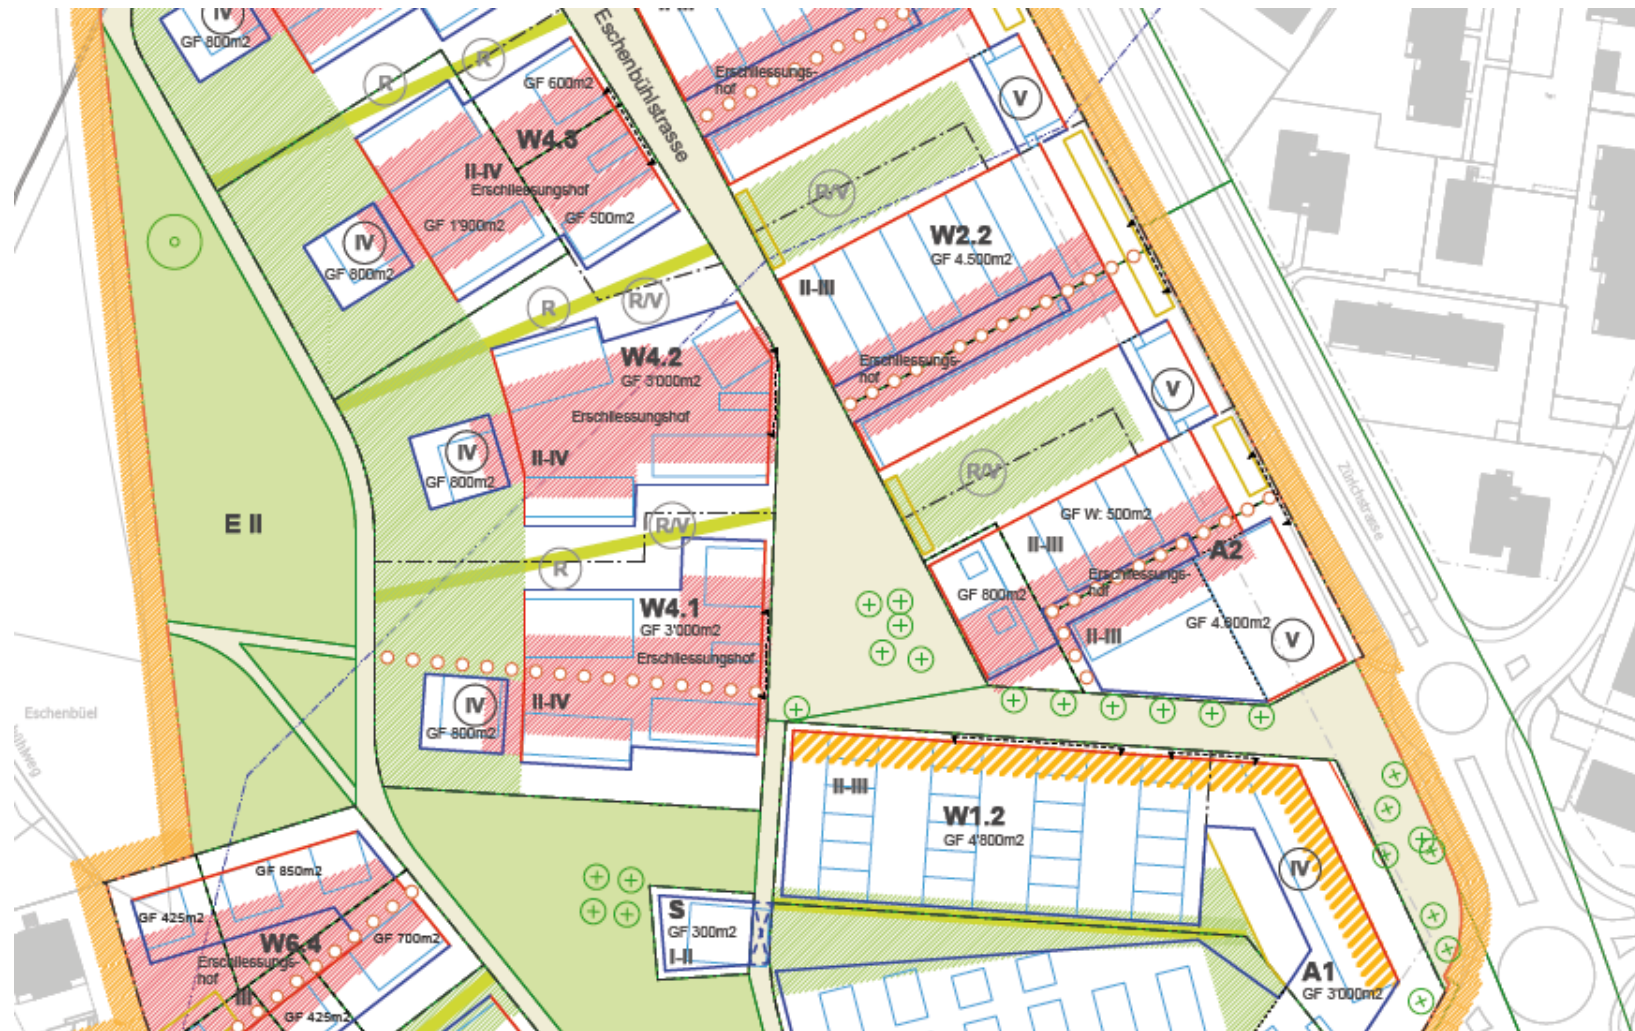 IV
GF 800m2
R
R
GF 600m2
Eschenbühlstrasse
Erschliessungs-
hof
V
W4.3
II-IV
Erschliessungshof
GF 1'900m2
GF 500m2
IV
GF 800m2
R/V
W2.2
GF 4.500m2
II-III
Erschliessungs-
hof
R
R/V
W4.2
GF 3'000m2
Erschliessungshof
II-IV
IV
GF 800m2
V
R/V
Zürichstrasse
E II
R/V
R
GF W: 500m2
II-III
A2
Erschliessungs-
hof
GF 800m2
II-III
GF 4.800m2
V
W4.1
GF 3'000m2
Erschliessungshof
II-IV
IV
GF 800m2
Eschenbüel
II-III
W1.2
GF 4'800m2
IV
GF 850m2
GF 425m2
W6.4
GF 700m2
Erschliessungs-
hof
III
GF 425m2
S
GF 300m2
I-II
A1
GF 3'000m2